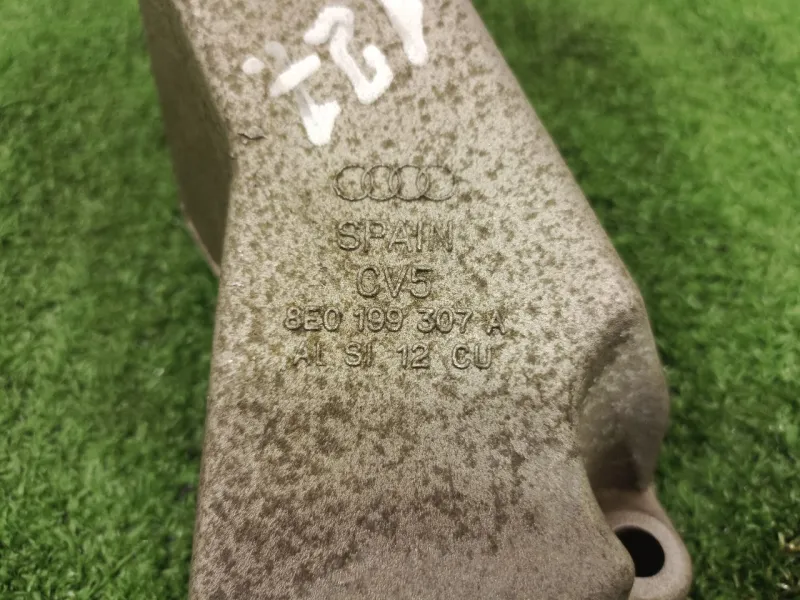 SPAIN
CV5
8E0 199 307 A
Al SI 12 CU